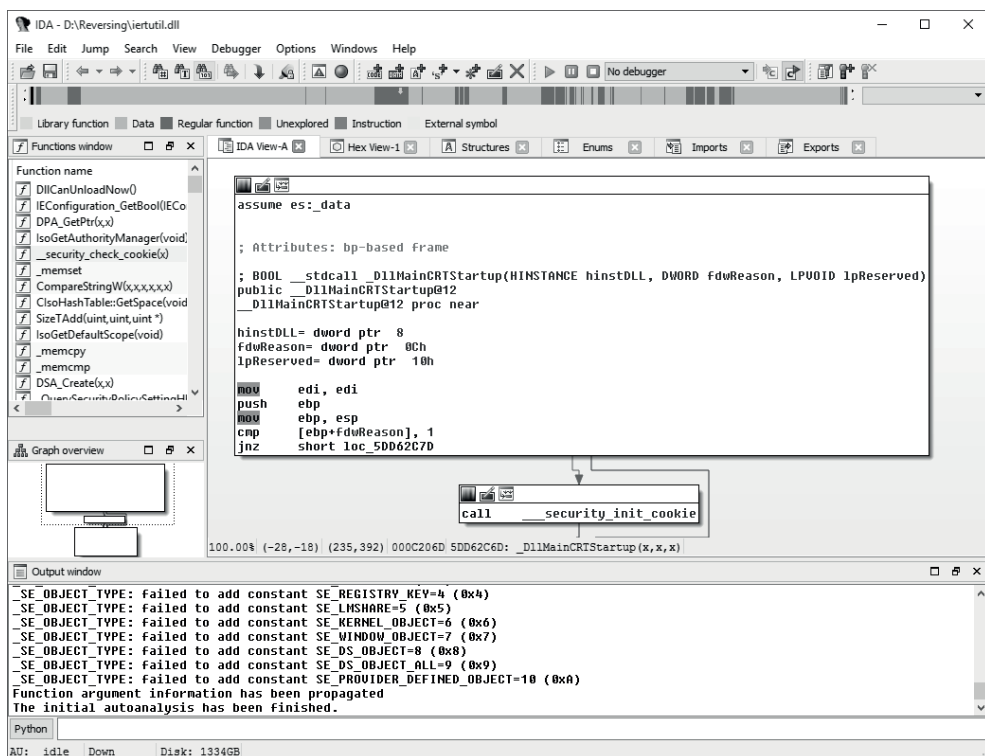 IDA - D:\Reversing\iertutil.dll
File Edit Jump Search View Debugger Options Windows Help
No debugger
Library function Data Regular function Unexplored Instruction External symbol
Functions window
IDA View-A Hex View-1 Structures Enums Imports Exports
Function name
DllCanUnloadNow()
IEConfiguration_GetBool(IECo
DPA_GetPtr(x,x)
IsoGetAuthorityManager(void)
__security_check_cookie(x)
_memset
CompareStringW(x,x,x,x,x,x)
CIsoHashTable::GetSpace(void
SizeTAdd(uint,uint,uint *)
IsoGetDefaultScope(void)
_memcpy
_memcmp
DSA_Create(x,x)
_QuerySecurityPolicySettingHl
assume es:_data
; Attributes: bp-based frame
; BOOL __stdcall _DllMainCRTStartup(HINSTANCE hinstDLL, DWORD fdwReason, LPVOID lpReserved)
public __DllMainCRTStartup@12
__DllMainCRTStartup@12 proc near
hinstDLL= dword ptr 8
fdwReason= dword ptr 0Ch
lpReserved= dword ptr 10h
mov edi, edi
push ebp
mov ebp, esp
cmp [ebp+fdwReason], 1
jnz short loc_5DD62C7D
call ___security_init_cookie
Graph overview
100.00% (-28,-18) (235,392) 000C206D 5DD62C6D: _DllMainCRTStartup(x,x,x)
Output window
_SE_OBJECT_TYPE: failed to add constant SE_REGISTRY_KEY=4 (0x4)
_SE_OBJECT_TYPE: failed to add constant SE_LMSHARE=5 (0x5)
_SE_OBJECT_TYPE: failed to add constant SE_KERNEL_OBJECT=6 (0x6)
_SE_OBJECT_TYPE: failed to add constant SE_WINDOW_OBJECT=7 (0x7)
_SE_OBJECT_TYPE: failed to add constant SE_DS_OBJECT=8 (0x8)
_SE_OBJECT_TYPE: failed to add constant SE_DS_OBJECT_ALL=9 (0x9)
_SE_OBJECT_TYPE: failed to add constant SE_PROVIDER_DEFINED_OBJECT=10 (0xA)
Function argument information has been propagated
The initial autoanalysis has been finished.
Python
AU: idle Down Disk: 1334GB